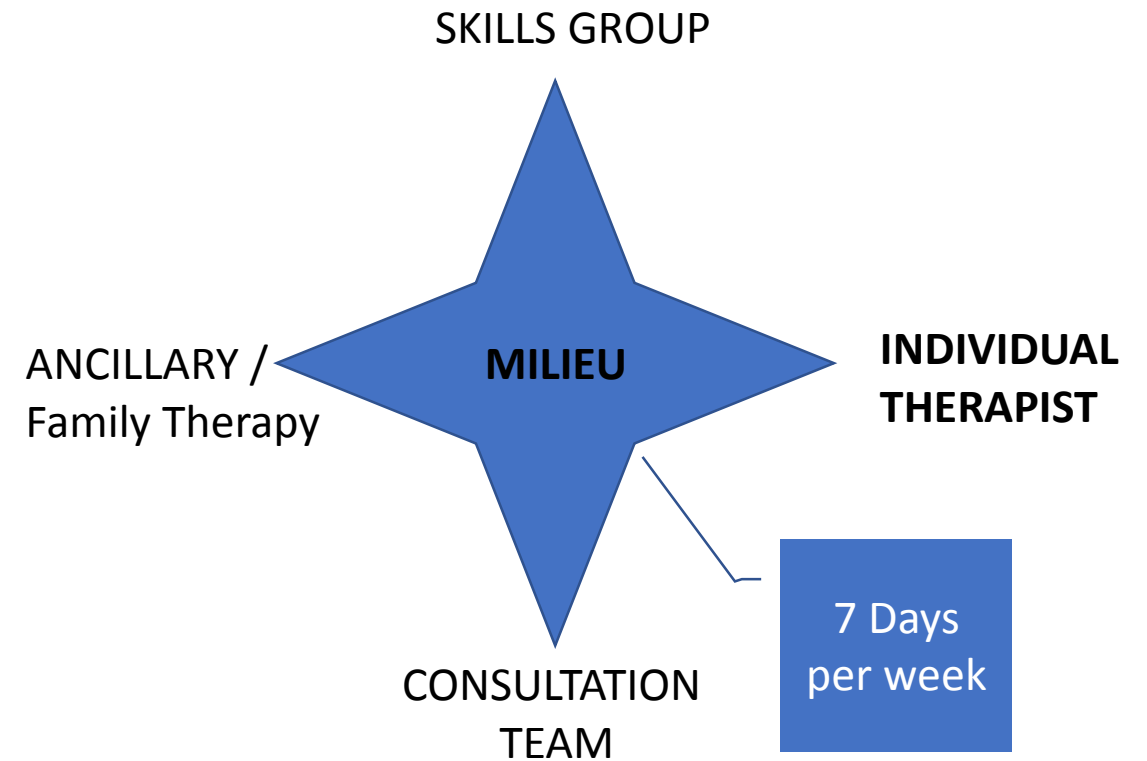 SKILLS GROUP
ANCILLARY /
Family Therapy
MILIEU
INDIVIDUAL
THERAPIST
7 Days
per week
CONSULTATION
TEAM